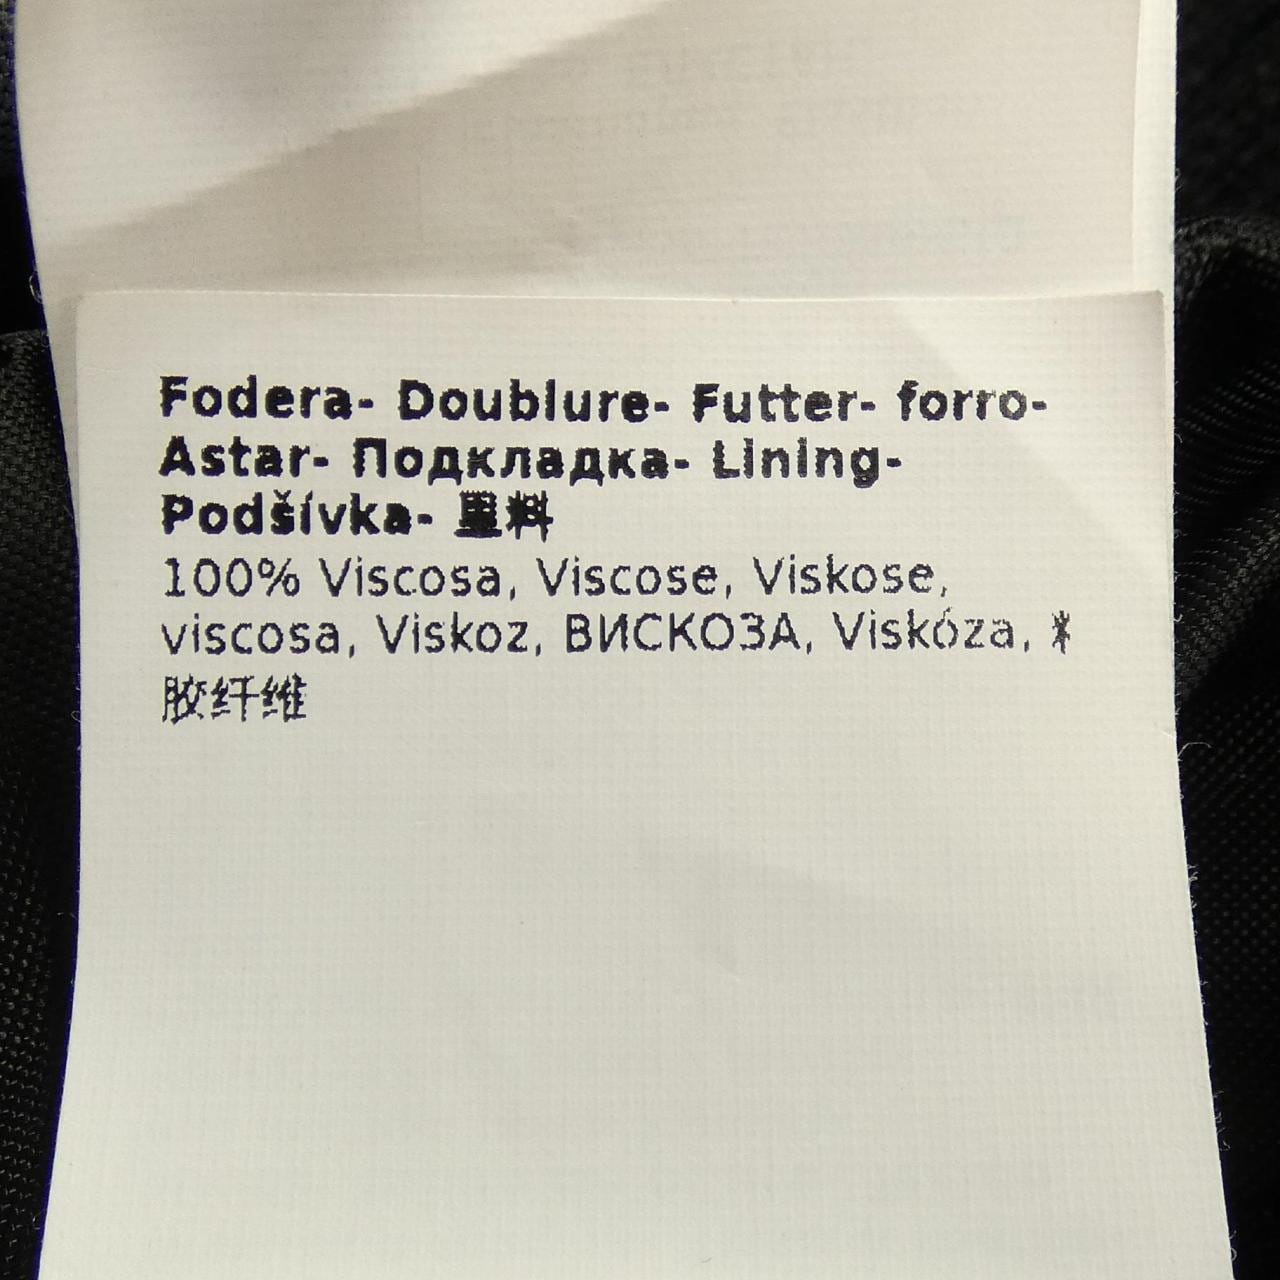 Fodera- Doublure- Futter- forro-
Astar- Подкладка- Lining-
Podšívka- 里料
100% Viscosa, Viscose, Viskose,
viscosa, Viskoz, ВИСКОЗА, Viskóza,
胶纤维